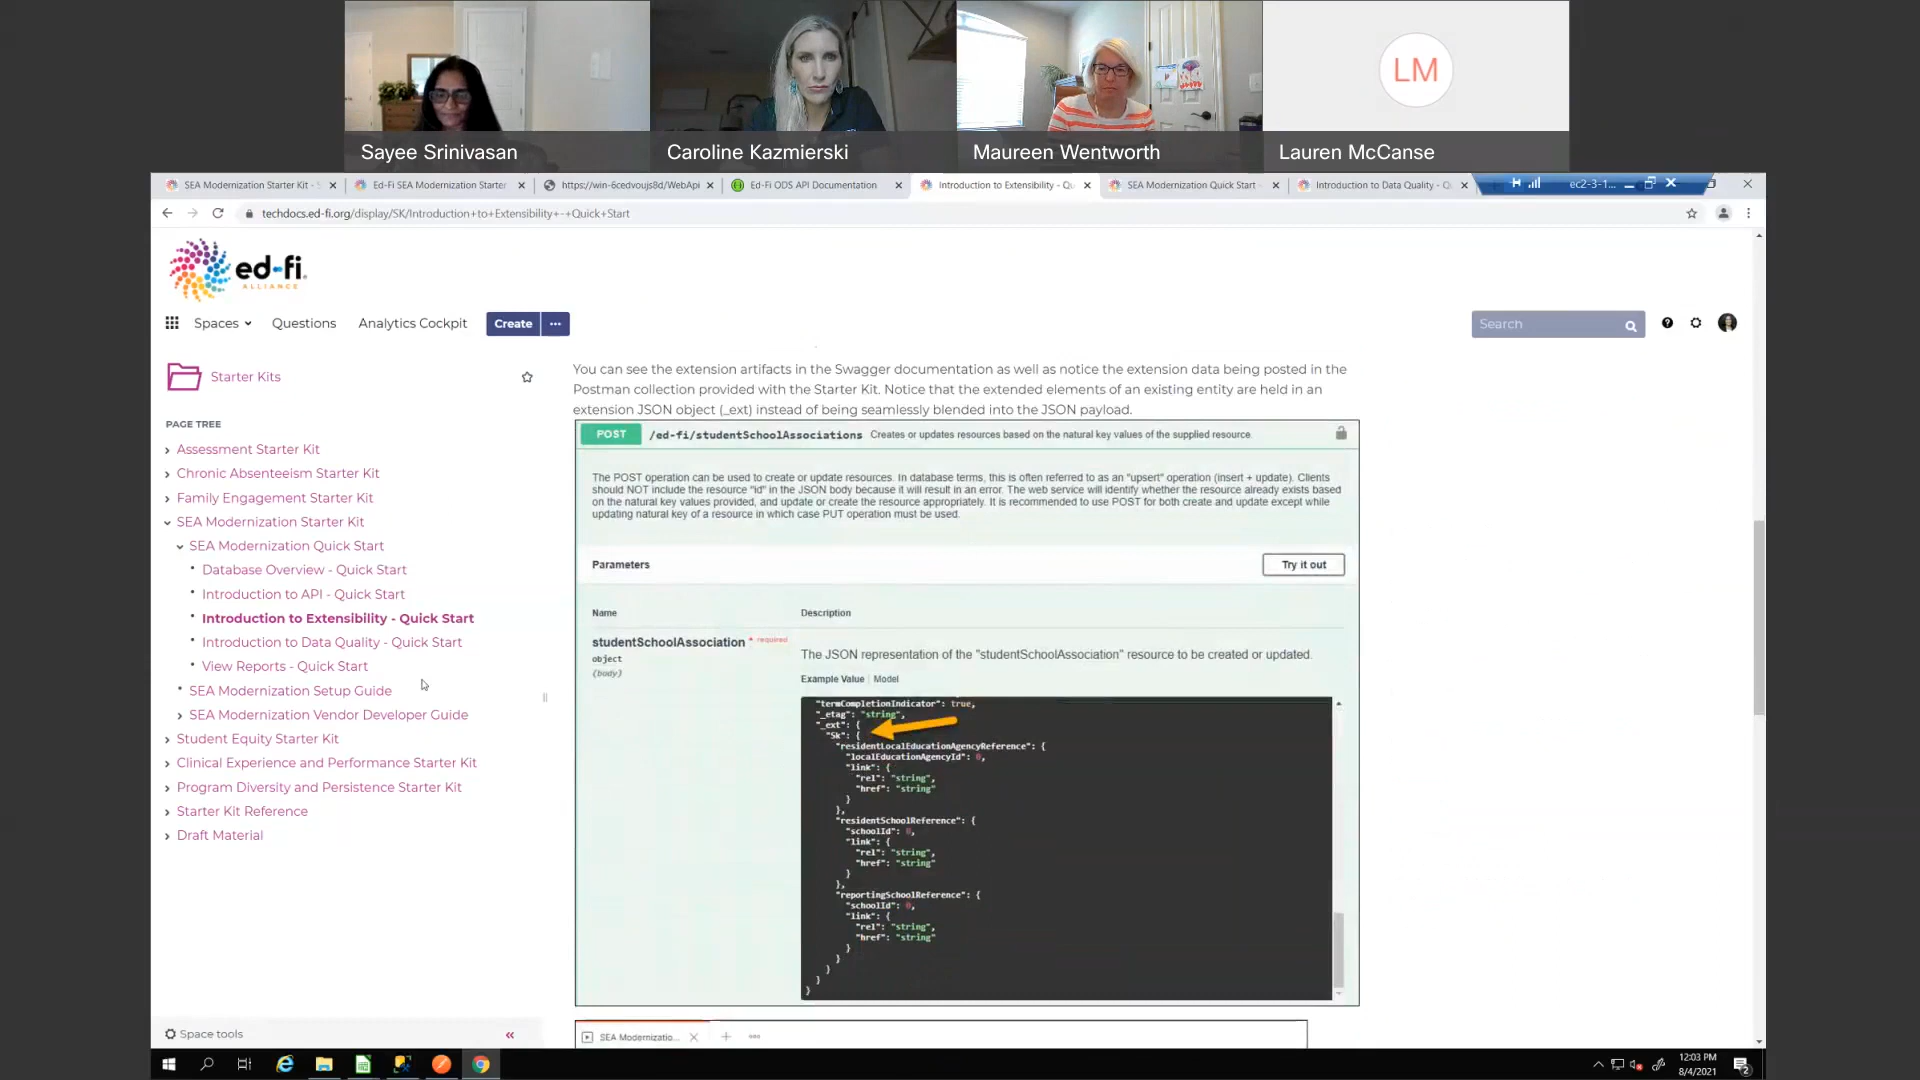 LM
Sayee Srinivasan
Caroline Kazmierski
Maureen Wentworth
Lauren McCanse
SEA Modernization Starter Kit - S
Ed-Fi SEA Modernization Starter
https://win-6cedvoujs8d/WebApi
Ed-Fi ODS API Documentation
Introduction to Extensibility - Qu
SEA Modernization Quick Start -
Introduction to Data Quality - Q
ec2-3-1...
techdocs.ed-fi.org/display/SK/Introduction+to+Extensibility+-+Quick+Start
ed-fi
ALLIANCE
Spaces
Questions
Analytics Cockpit
Create
Search
Starter Kits
PAGE TREE
Assessment Starter Kit
Chronic Absenteeism Starter Kit
Family Engagement Starter Kit
SEA Modernization Starter Kit
SEA Modernization Quick Start
Database Overview - Quick Start
Introduction to API - Quick Start
Introduction to Extensibility - Quick Start
Introduction to Data Quality - Quick Start
View Reports - Quick Start
SEA Modernization Setup Guide
SEA Modernization Vendor Developer Guide
Student Equity Starter Kit
Clinical Experience and Performance Starter Kit
Program Diversity and Persistence Starter Kit
Starter Kit Reference
Draft Material
Space tools
You can see the extension artifacts in the Swagger documentation as well as notice the extension data being posted in the
Postman collection provided with the Starter Kit. Notice that the extended elements of an existing entity are held in an
extension JSON object (_ext) instead of being seamlessly blended into the JSON payload.
POST /ed-fi/studentSchoolAssociations Creates or updates resources based on the natural key values of the supplied resource.
The POST operation can be used to create or update resources. In database terms, this is often referred to as an "upsert" operation (insert + update). Clients
should NOT include the resource "id" in the JSON body because it will result in an error. The web service will identify whether the resource already exists based
on the natural key values provided, and update or create the resource appropriately. It is recommended to use POST for both create and update except while
updating natural key of a resource in which case PUT operation must be used.
Parameters
Try it out
Name
Description
studentSchoolAssociation * required
object
(body)
The JSON representation of the "studentSchoolAssociation" resource to be created or updated.
Example Value | Model
"termCompletionIndicator": true,
"_etag": "string",
"_ext": {
"Sk": {
"residentLocalEducationAgencyReference": {
"localEducationAgencyId": 0,
"link": {
"rel": "string",
"href": "string"
}
},
"residentSchoolReference": {
"schoolId": 0,
"link": {
"rel": "string",
"href": "string"
}
},
"reportingSchoolReference": {
"schoolId": 0,
"link": {
"rel": "string",
"href": "string"
}
}
}
}
}
SEA Modernizatio...
12:03 PM
8/4/2021
2